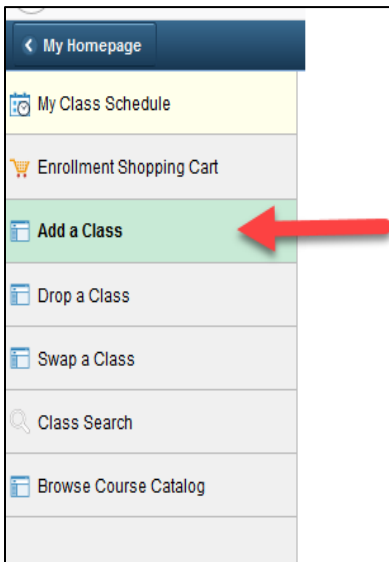 My Homepage
My Class Schedule
Enrollment Shopping Cart
Add a Class
Drop a Class
Swap a Class
Class Search
Browse Course Catalog